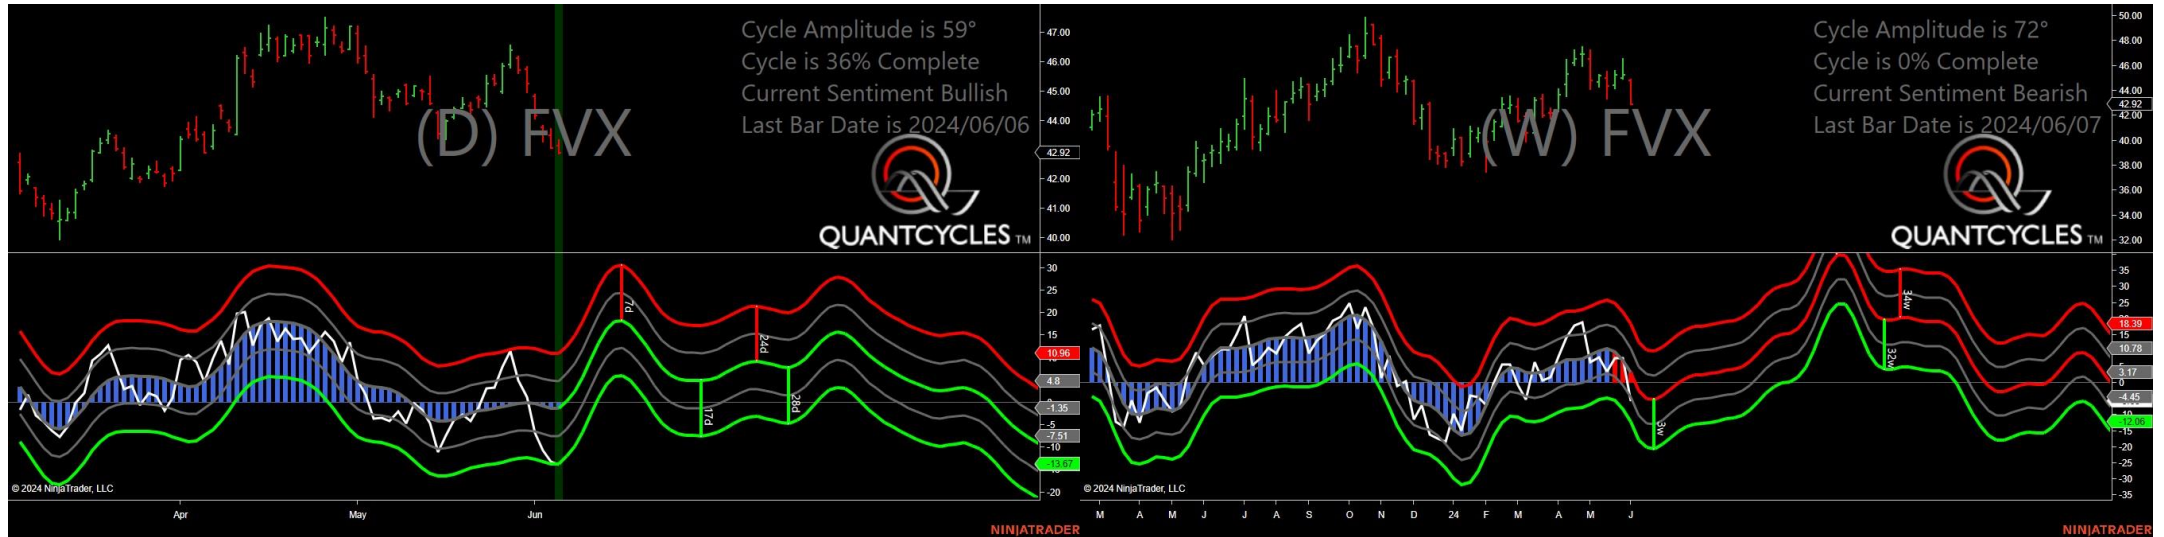 Cycle Amplitude is 59°
Cycle is 36% Complete
Current Sentiment Bullish
Last Bar Date is 2024/06/06
(D) FVX
QUANTCYCLES TM
47.00
46.00
45.00
44.00
42.92
42.00
41.00
40.00
30
25
20
15
10.96
4.8
-1.35
-5
-7.51
-10
-13.67
-20
7d
17d
24d
28d
© 2024 NinjaTrader, LLC
Apr May Jun
NINJATRADER
Cycle Amplitude is 72°
Cycle is 0% Complete
Current Sentiment Bearish
Last Bar Date is 2024/06/07
(W) FVX
QUANTCYCLES TM
50.00
48.00
46.00
44.00
42.92
42.00
40.00
38.00
36.00
34.00
32.00
35
30
25
20
18.39
15
10.78
5
3.17
0
-4.45
-10
-12.06
-15
-20
-25
-30
-35
3w
32w
34w
© 2024 NinjaTrader, LLC
M A M J J A S O N D 24 F M A M J
NINJATRADER